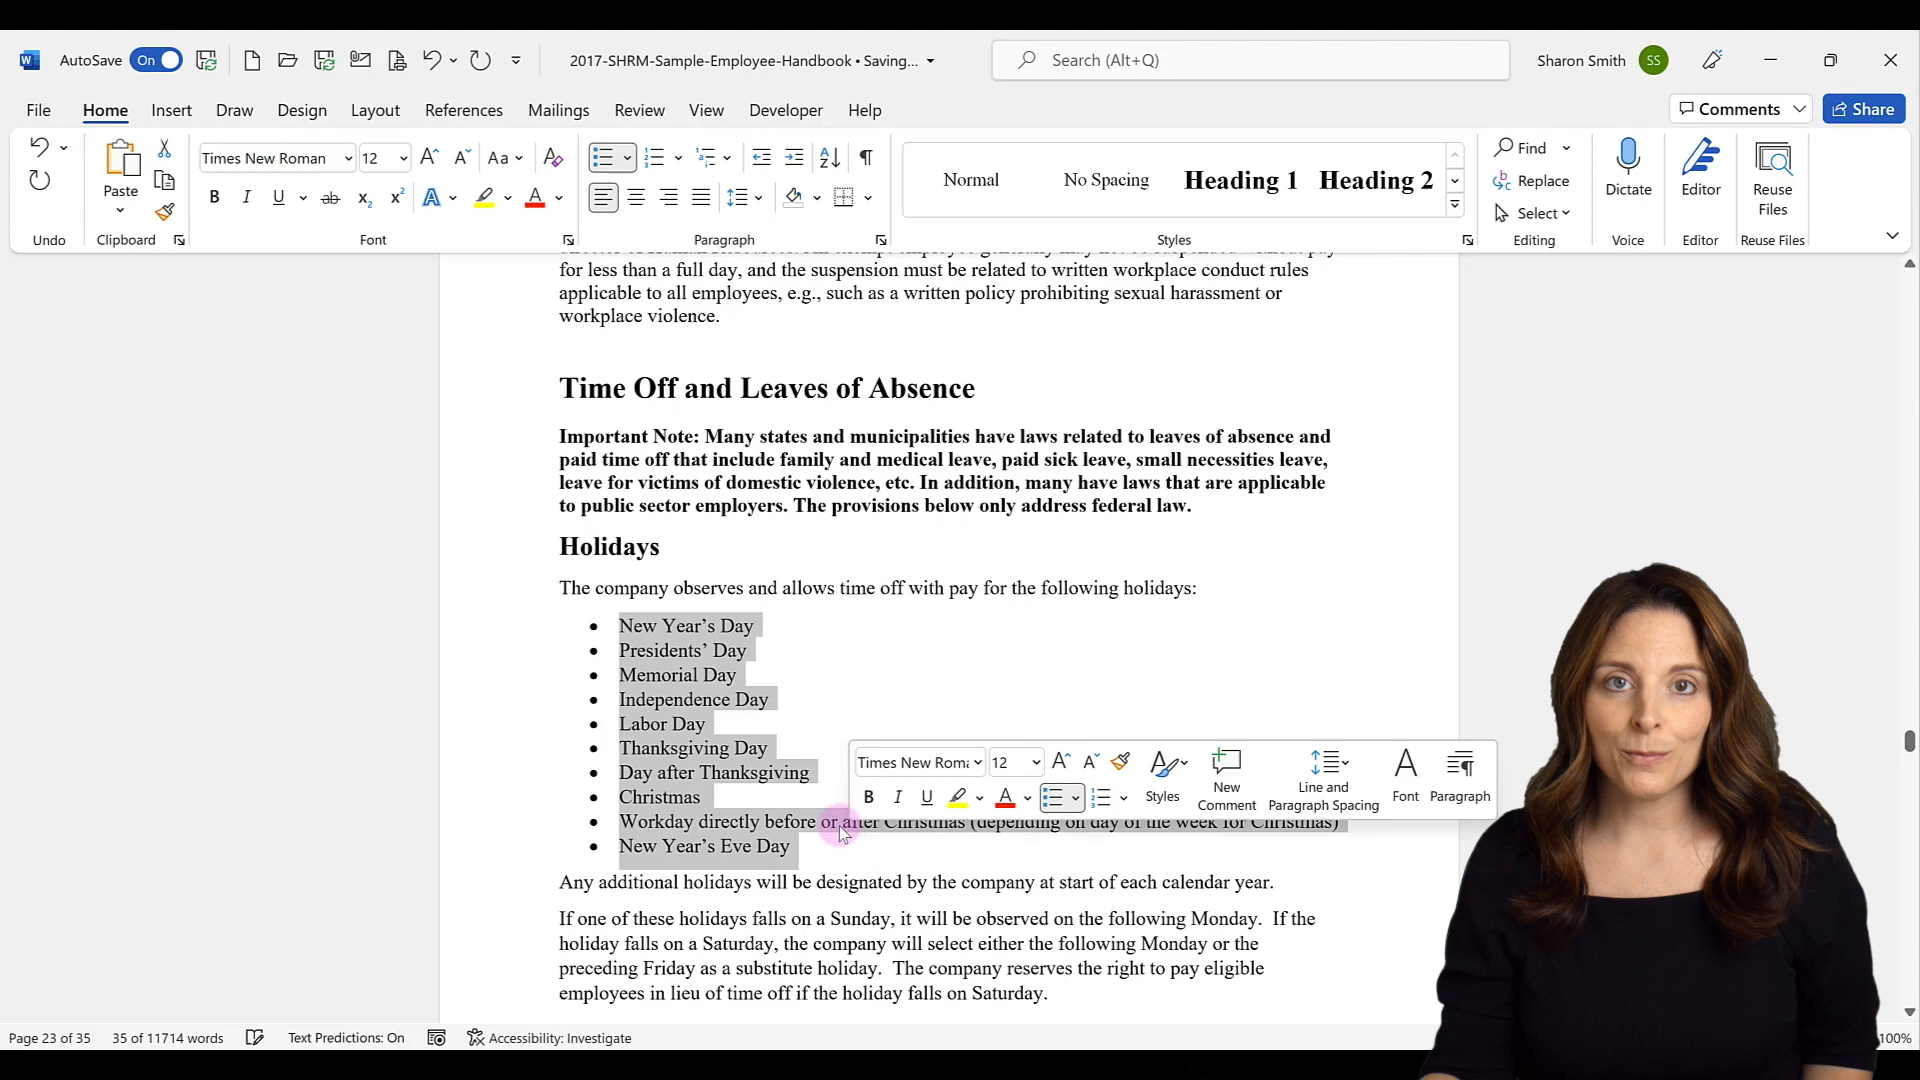 AutoSave On 2017-SHRM-Sample-Employee-Handbook • Saving... Search (Alt+Q) Sharon Smith SS
File Home Insert Draw Design Layout References Mailings Review View Developer Help Comments Share
Paste Times New Roman 12 Aa Normal No Spacing Heading 1 Heading 2 Find Replace Select Dictate Editor Reuse Files
Undo Clipboard Font Paragraph Styles Editing Voice Editor Reuse Files
for less than a full day, and the suspension must be related to written workplace conduct rules
applicable to all employees, e.g., such as a written policy prohibiting sexual harassment or
workplace violence.
Time Off and Leaves of Absence
Important Note: Many states and municipalities have laws related to leaves of absence and
paid time off that include family and medical leave, paid sick leave, small necessities leave,
leave for victims of domestic violence, etc. In addition, many have laws that are applicable
to public sector employers. The provisions below only address federal law.
Holidays
The company observes and allows time off with pay for the following holidays:
• New Year’s Day
• Presidents’ Day
• Memorial Day
• Independence Day
• Labor Day
• Thanksgiving Day
• Day after Thanksgiving
• Christmas
• Workday directly before or after Christmas (depending on day of the week for Christmas)
• New Year’s Eve Day
Times New Roma 12
B I U A Styles New Comment Line and Paragraph Spacing Font Paragraph
Any additional holidays will be designated by the company at start of each calendar year.
If one of these holidays falls on a Sunday, it will be observed on the following Monday. If the
holiday falls on a Saturday, the company will select either the following Monday or the
preceding Friday as a substitute holiday. The company reserves the right to pay eligible
employees in lieu of time off if the holiday falls on Saturday.
Page 23 of 35 35 of 11714 words Text Predictions: On Accessibility: Investigate 100%